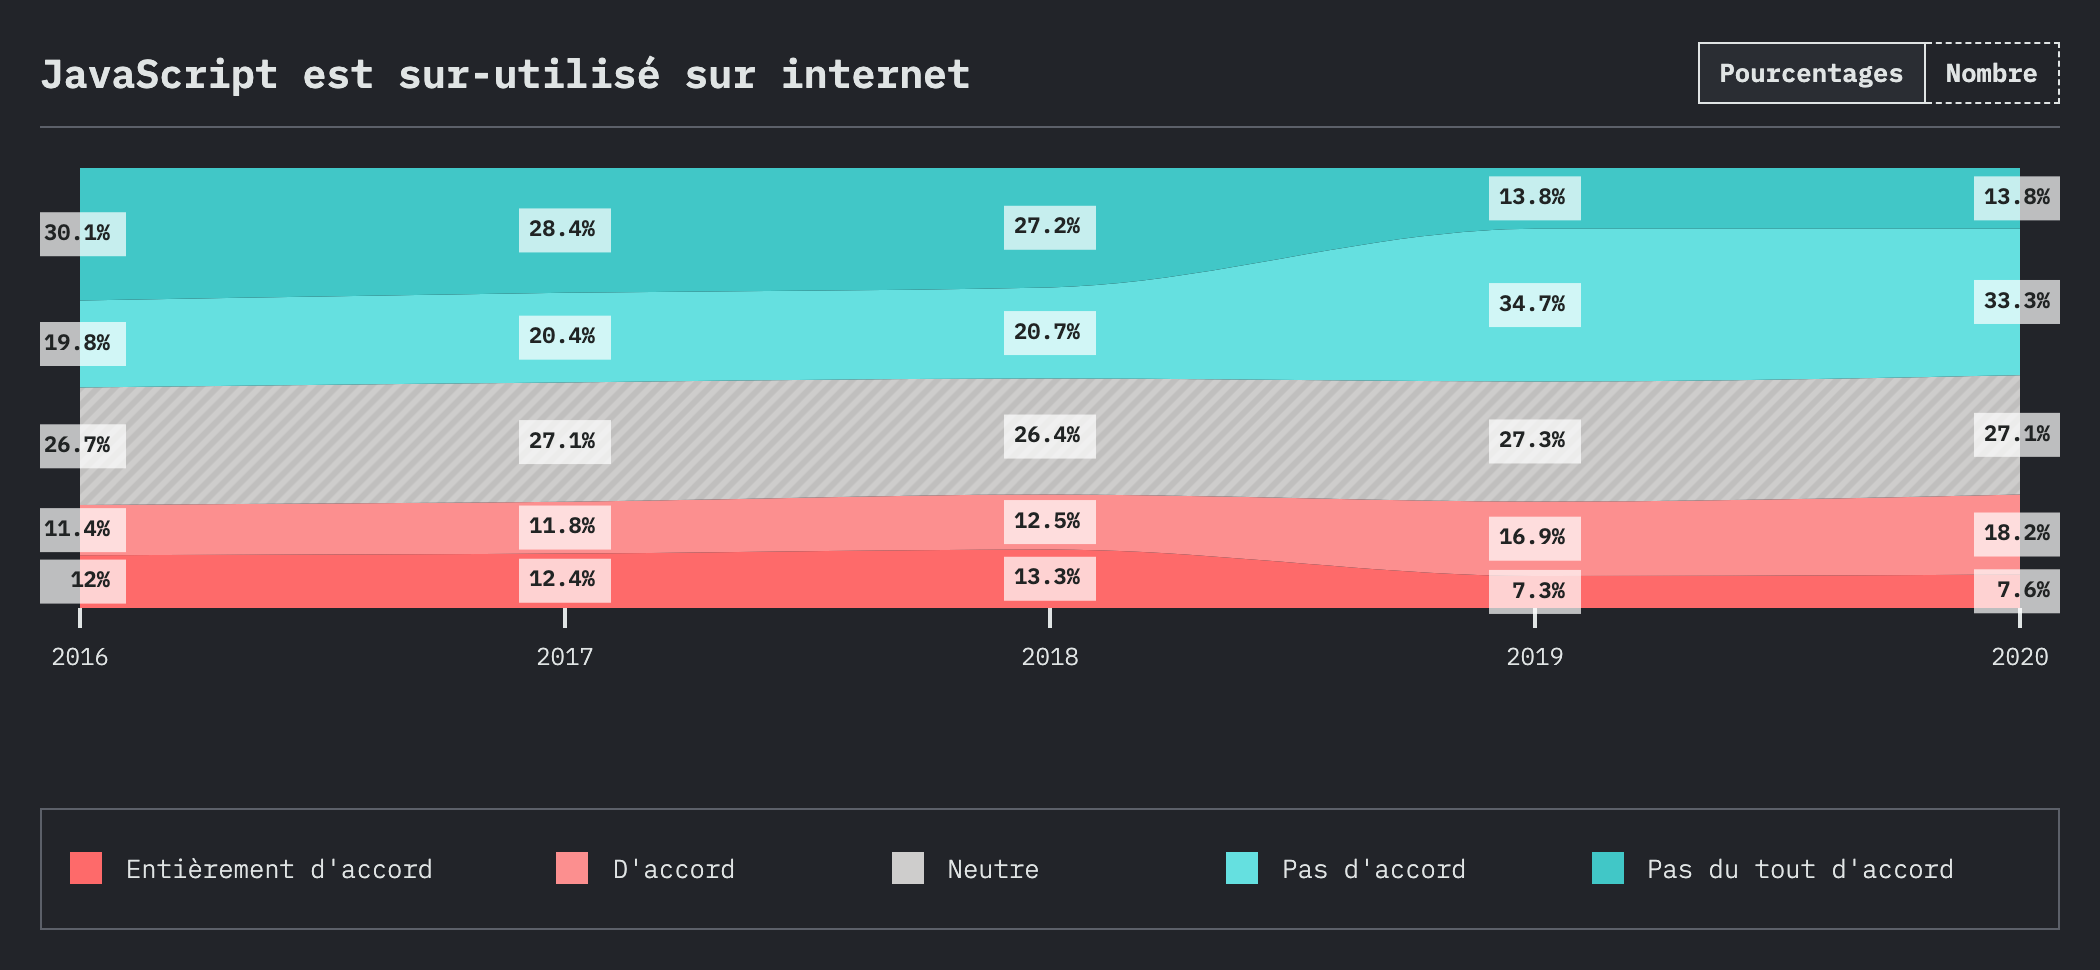 JavaScript est sur-utilisé sur internet
Pourcentages Nombre
30.1% 28.4% 27.2% 13.8% 13.8%
19.8% 20.4% 20.7% 34.7% 33.3%
26.7% 27.1% 26.4% 27.3% 27.1%
11.4% 11.8% 12.5% 16.9% 18.2%
12% 12.4% 13.3% 7.3% 7.6%
2016 2017 2018 2019 2020
Entièrement d'accord D'accord Neutre Pas d'accord Pas du tout d'accord